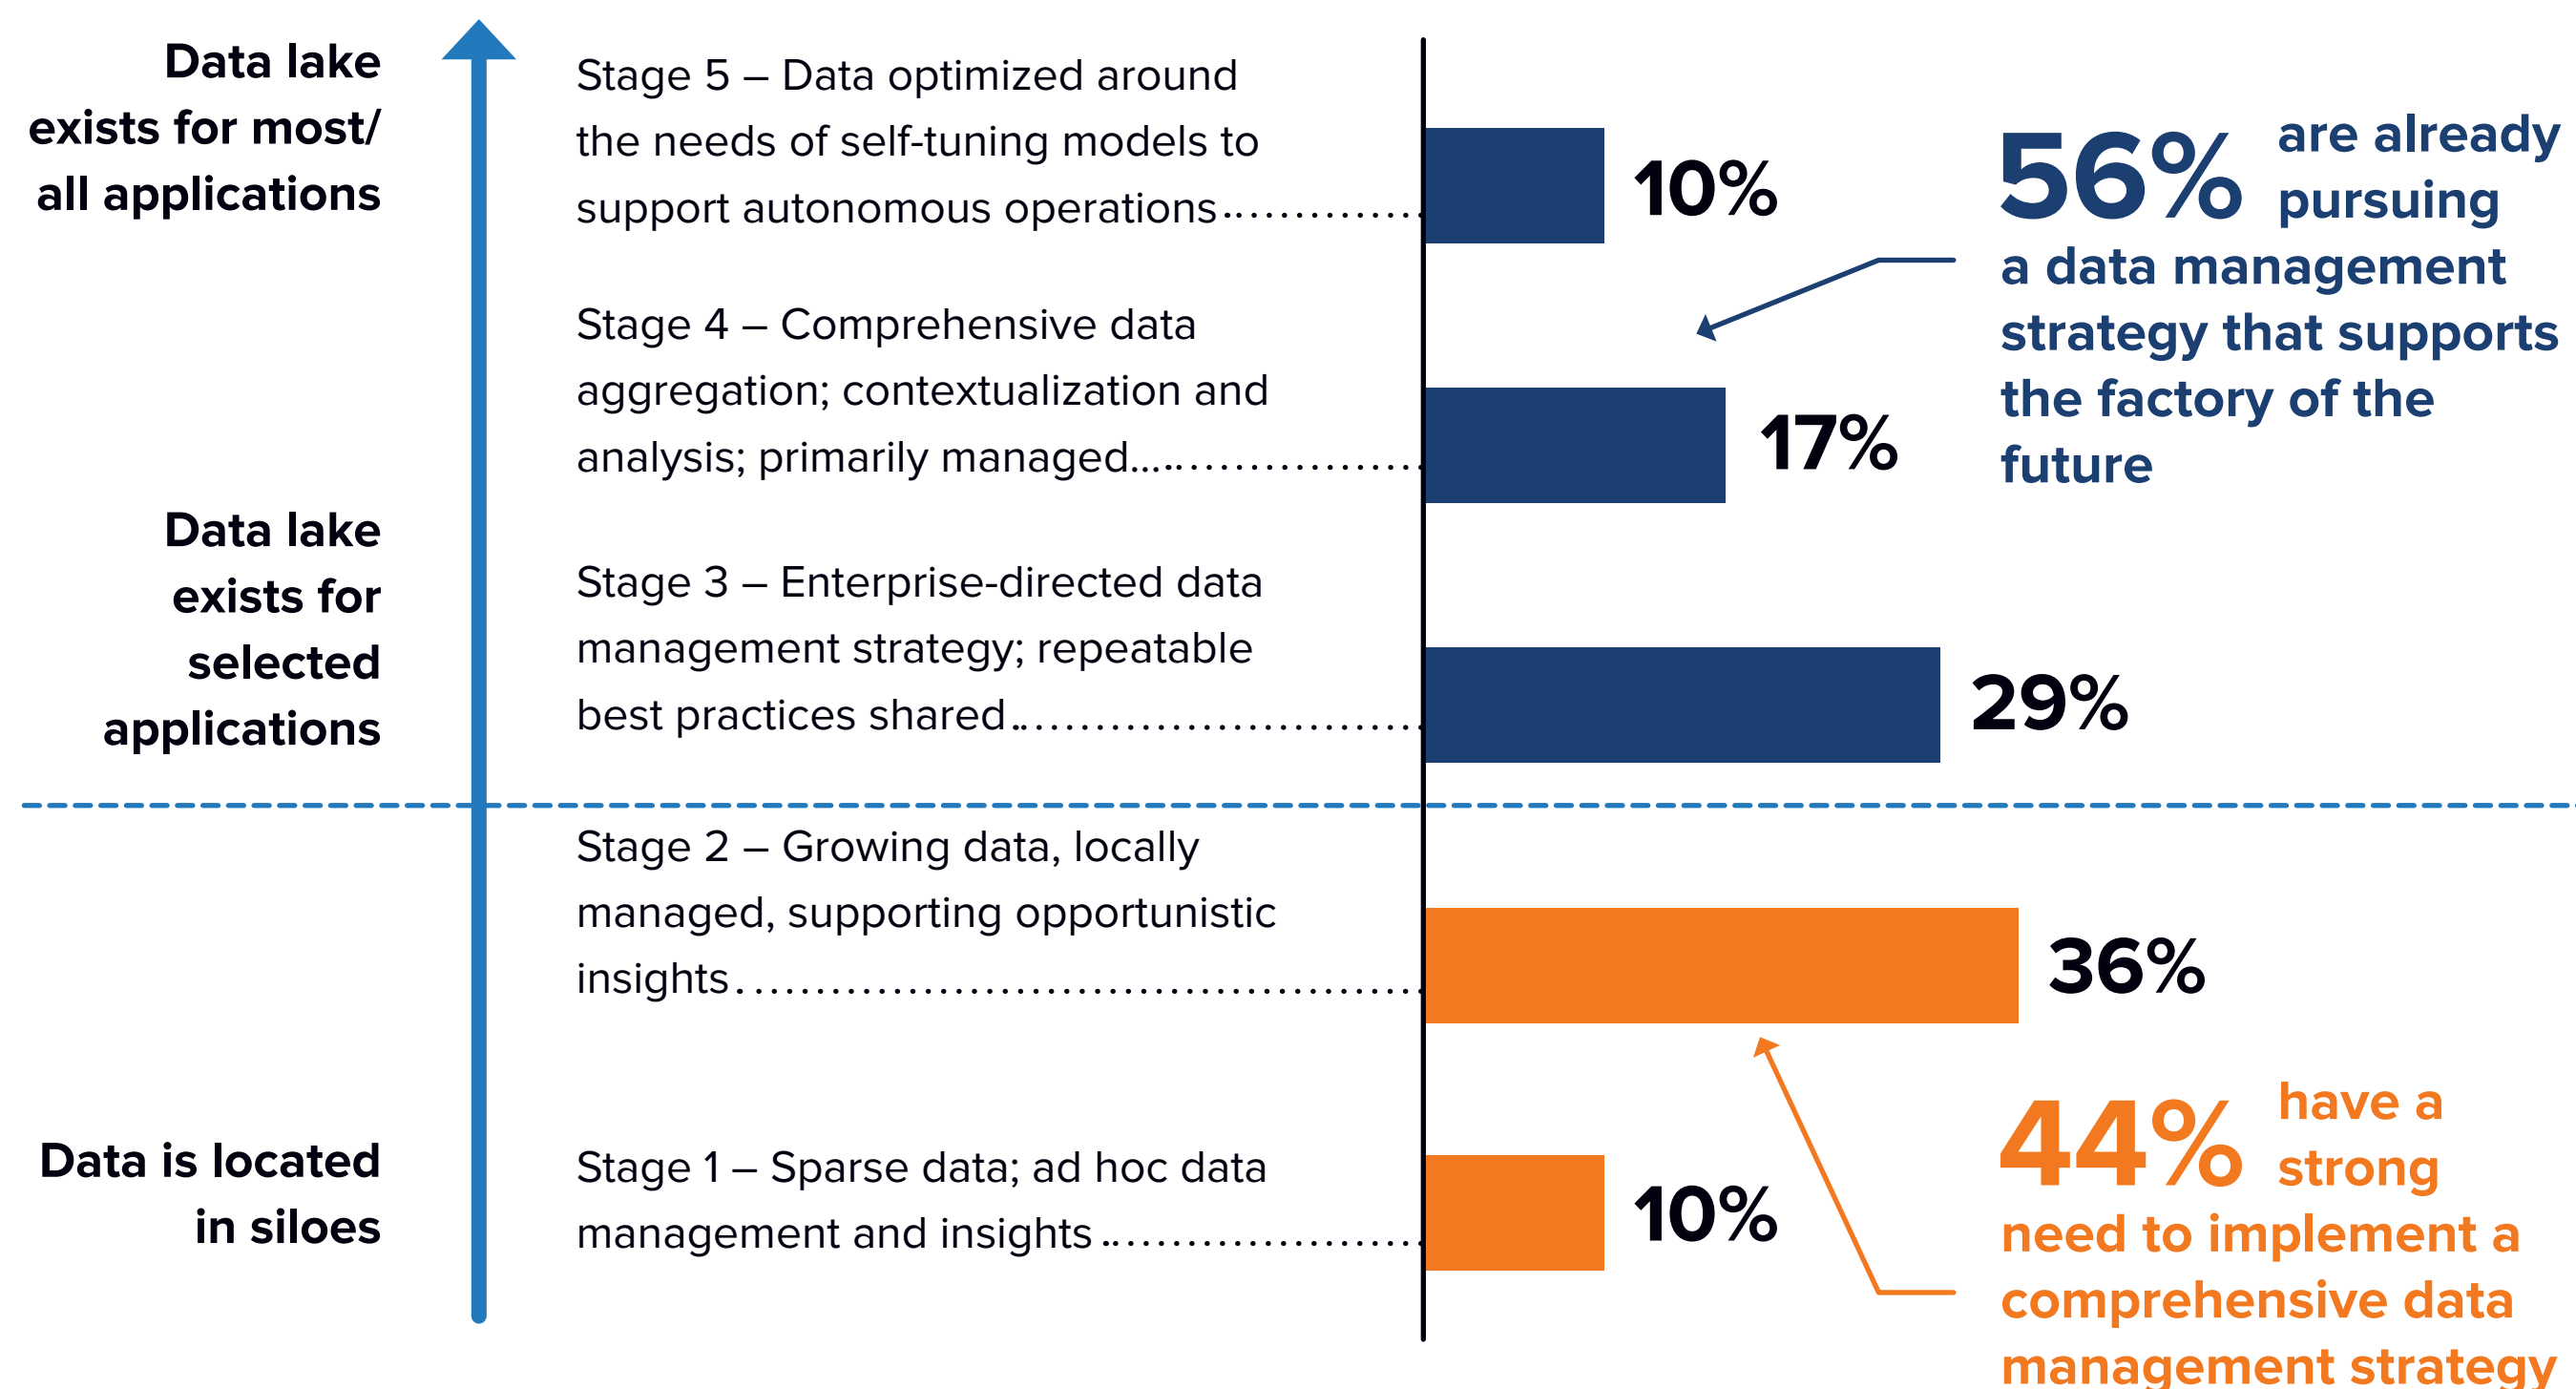 Data lake
exists for most/
all applications
Data lake
exists for
selected
applications
Data is located
in siloes
Stage 5 – Data optimized around
the needs of self-tuning models to
support autonomous operations
10%
Stage 4 – Comprehensive data
aggregation; contextualization and
analysis; primarily managed...
17%
Stage 3 – Enterprise-directed data
management strategy; repeatable
best practices shared
29%
Stage 2 – Growing data, locally
managed, supporting opportunistic
insights
36%
Stage 1 – Sparse data; ad hoc data
management and insights
10%
56% are already
pursuing
a data management
strategy that supports
the factory of the
future
44% have a
strong
need to implement a
comprehensive data
management strategy